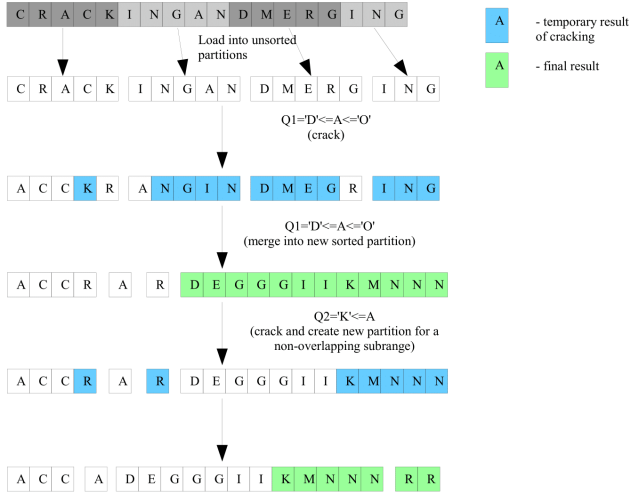 C R A C K I N G A N D M E R G I N G
A - temporary result
of cracking
Load into unsorted
partitions
A - final result
C R A C K I N G A N D M E R G I N G
Q1='D'<=A<='O'
(crack)
A C C K R A N G I N D M E G R I N G
Q1='D'<=A<='O'
(merge into new sorted partition)
A C C R A R D E G G G I I K M N N N
Q2='K'<=A
(crack and create new partition for a
non-overlapping subrange)
A C C R A R D E G G G I I K M N N N
A C C A D E G G G I I K M N N N R R